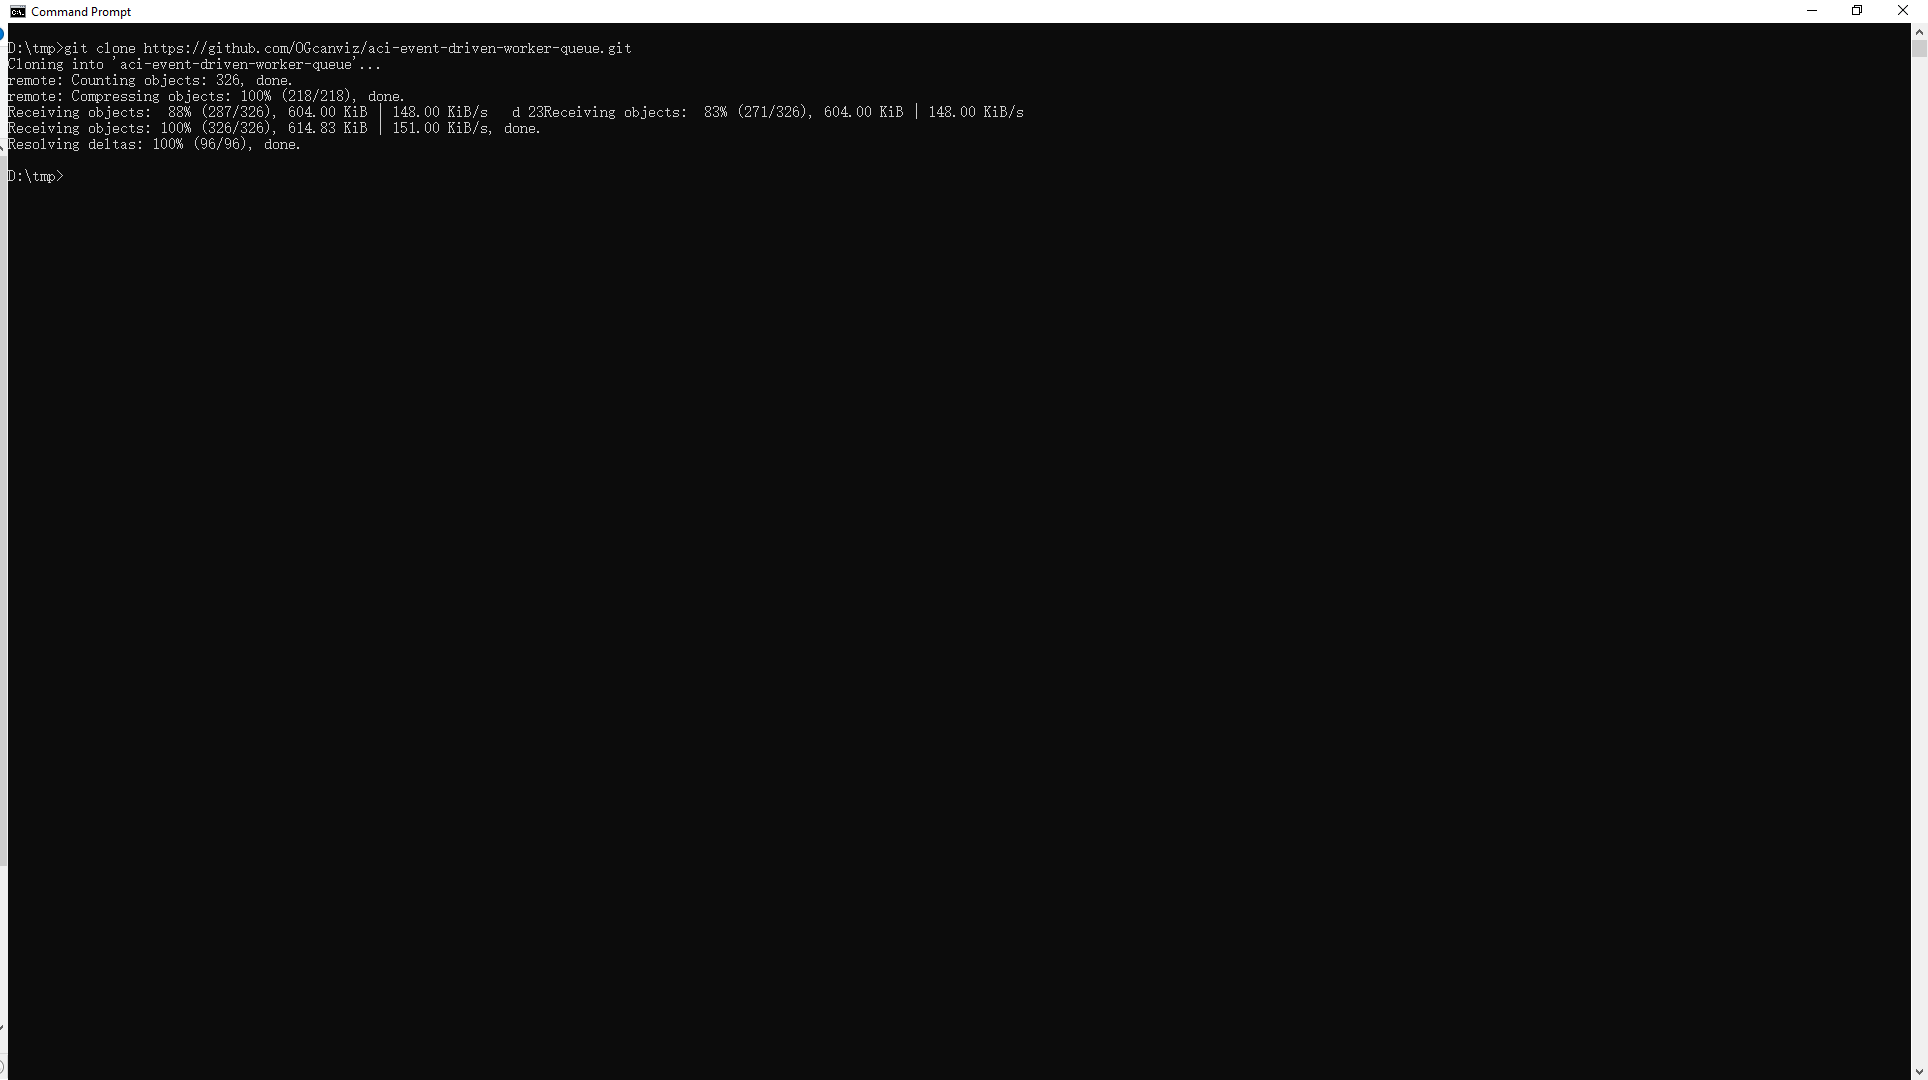 Command Prompt
D:\tmp>git clone https://github.com/OGcanviz/aci-event-driven-worker-queue.git
Cloning into 'aci-event-driven-worker-queue'...
remote: Counting objects: 326, done.
remote: Compressing objects: 100% (218/218), done.
Receiving objects:  88% (287/326), 604.00 KiB | 148.00 KiB/s   d 23Receiving objects:  83% (271/326), 604.00 KiB | 148.00 KiB/s
Receiving objects: 100% (326/326), 614.83 KiB | 151.00 KiB/s, done.
Resolving deltas: 100% (96/96), done.
D:\tmp>